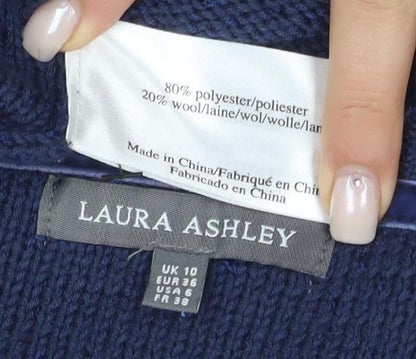 80% polyester/poliester
20% wool/laine/wol/wolle/lan
Made in China/Fabriqué en Chin
Fabricado en China
LAURA ASHLEY
UK 10
EUR 36
USA 6
FR 38